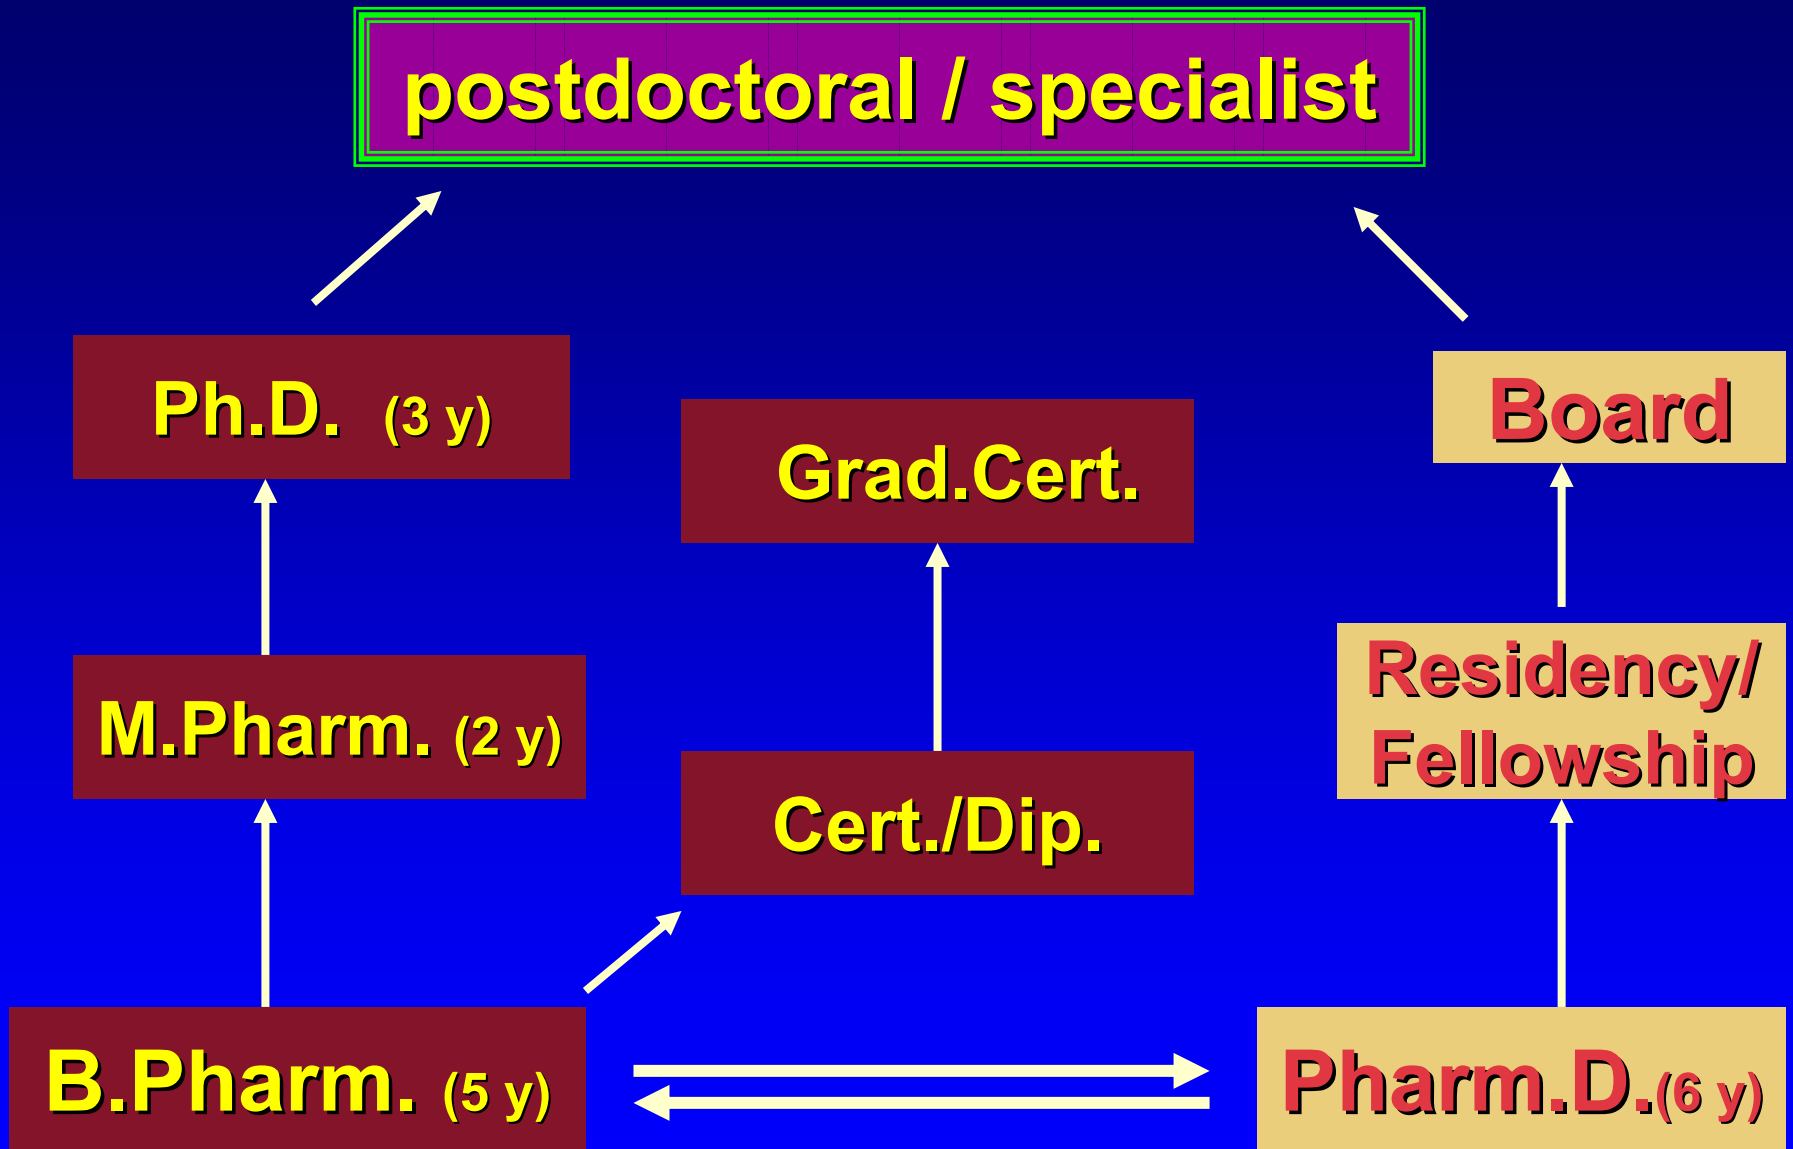 postdoctoral / specialist
Ph.D. (3 y)
Board
Grad.Cert.
Residency/
Fellowship
M.Pharm. (2 y)
Cert./Dip.
B.Pharm. (5 y)
Pharm.D.(6 y)